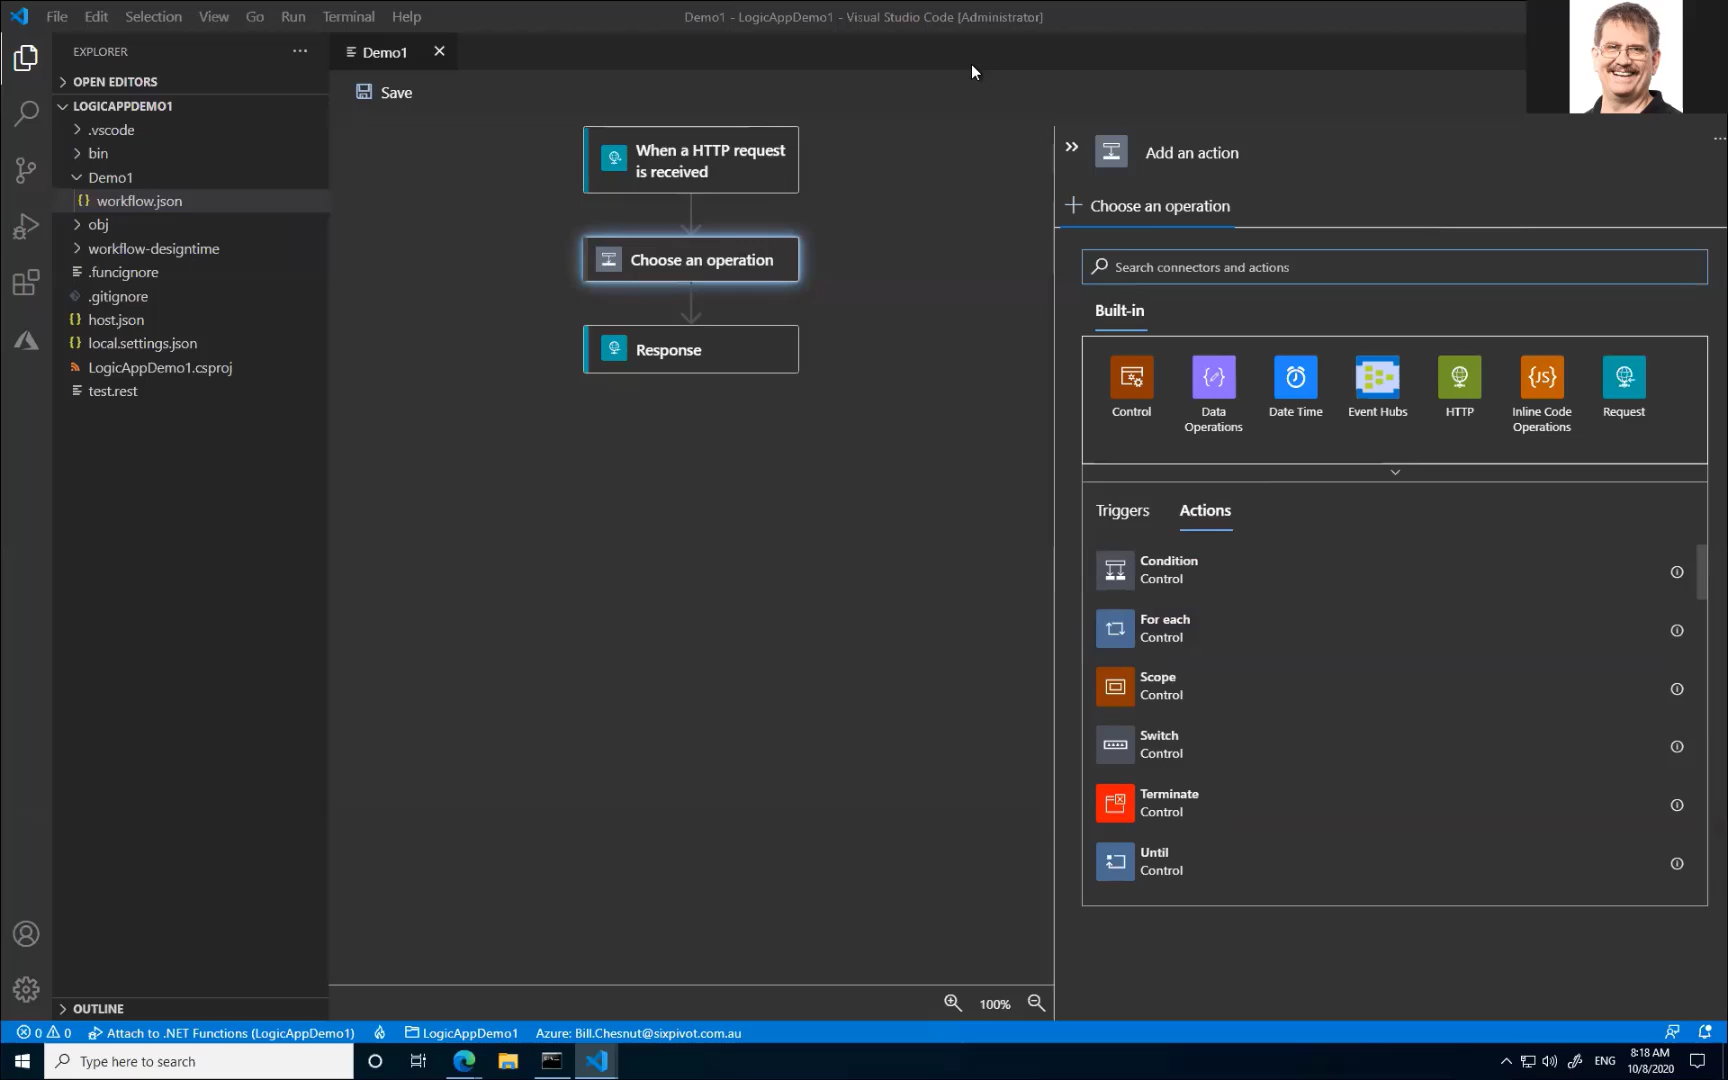 File Edit Selection View Go Run Terminal Help
Demo1 - LogicAppDemo1 - Visual Studio Code [Administrator]
EXPLORER
OPEN EDITORS
LOGICAPPDEMO1
.vscode
bin
Demo1
workflow.json
obj
workflow-designtime
.funcignore
.gitignore
host.json
local.settings.json
LogicAppDemo1.csproj
test.rest
OUTLINE
Demo1
Save
When a HTTP request
is received
Choose an operation
Response
100%
Add an action
Choose an operation
Search connectors and actions
Built-in
Control
Data
Operations
Date Time
Event Hubs
HTTP
{JS}
Inline Code
Operations
Request
Triggers
Actions
Condition
Control
For each
Control
Scope
Control
Switch
Control
Terminate
Control
Until
Control
0 0 Attach to .NET Functions (LogicAppDemo1) LogicAppDemo1 Azure: Bill.Chesnut@sixpivot.com.au
Type here to search
ENG
8:18 AM
10/8/2020